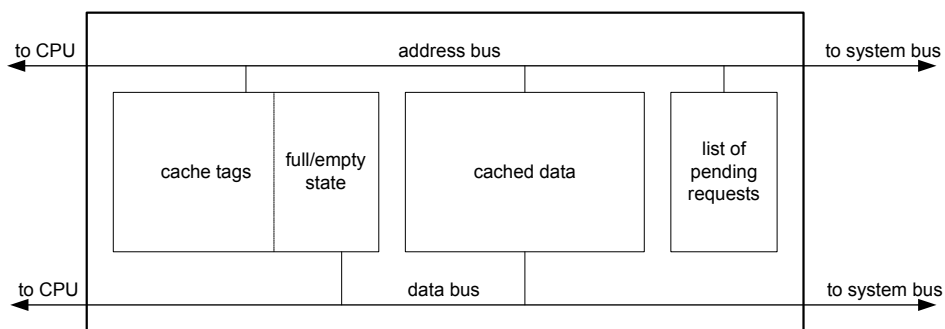 to CPU
address bus
to system bus
cache tags
full/empty
state
cached data
list of
pending
requests
to CPU
data bus
to system bus